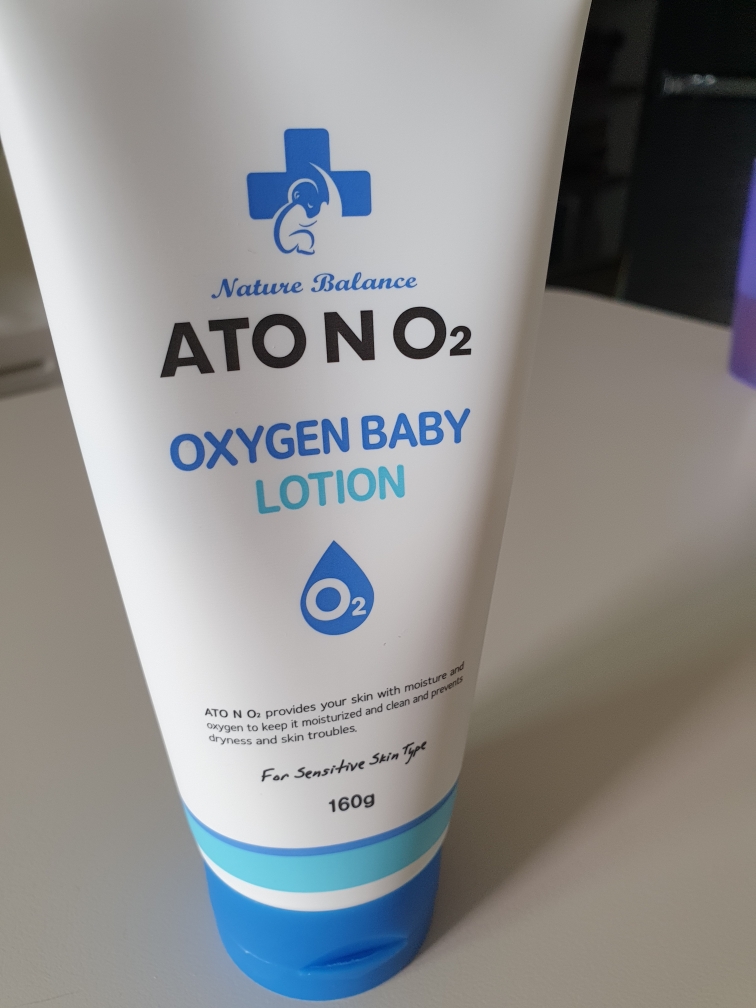 Nature Balance
ATO N O₂
OXYGEN BABY
LOTION
O₂
ATO N O₂ provides your skin with moisture and
oxygen to keep it moisturized and clean and prevents
dryness and skin troubles.
For Sensitive Skin Type
160g